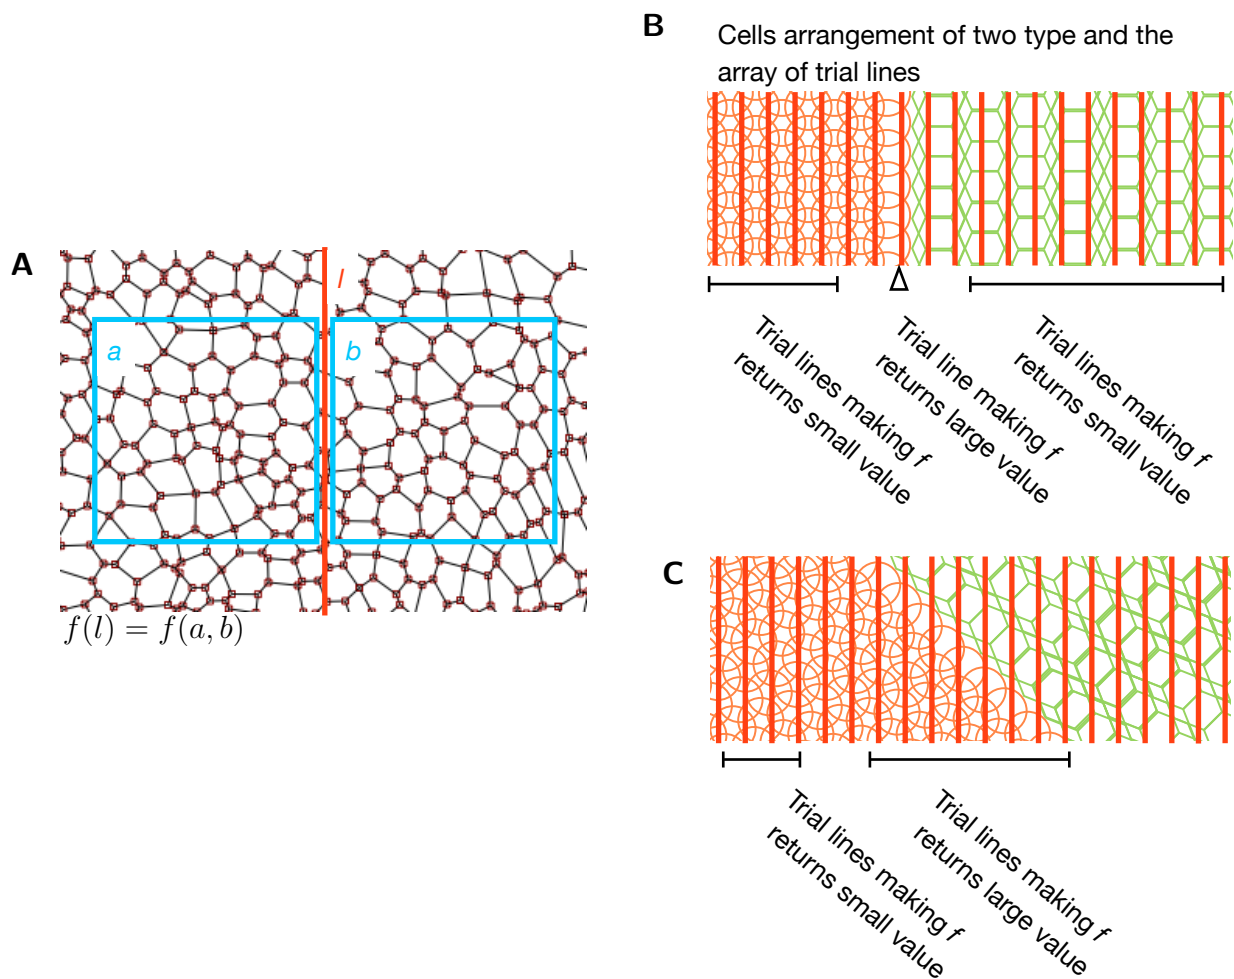 A
l
a
b
f(l) = f(a, b)
B
Cells arrangement of two type and the
array of trial lines
Trial lines making f
returns small value
Trial line making f
returns large value
Trial lines making f
returns small value
C
Trial lines making f
returns small value
Trial lines making f
returns large value